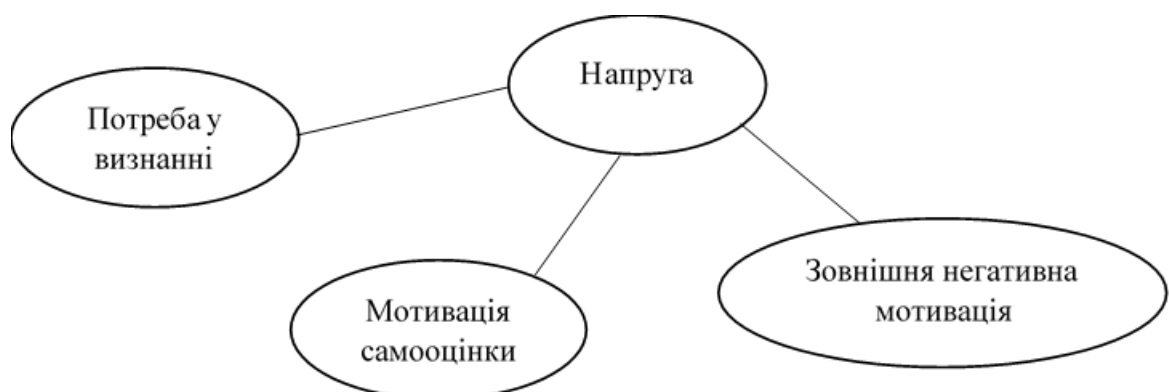 Напруга
Потреба у
визнанні
Мотивація
самооцінки
Зовнішня негативна
мотивація